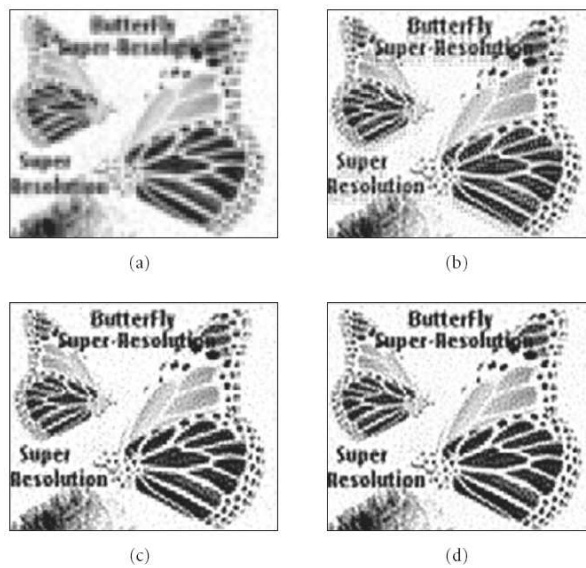 Butterfly
Super-Resolution
Super
Resolution
(a)
Butterfly
Super-Resolution
Super
Resolution
(b)
Butterfly
Super-Resolution
Super
Resolution
(c)
Butterfly
Super-Resolution
Super
Resolution
(d)